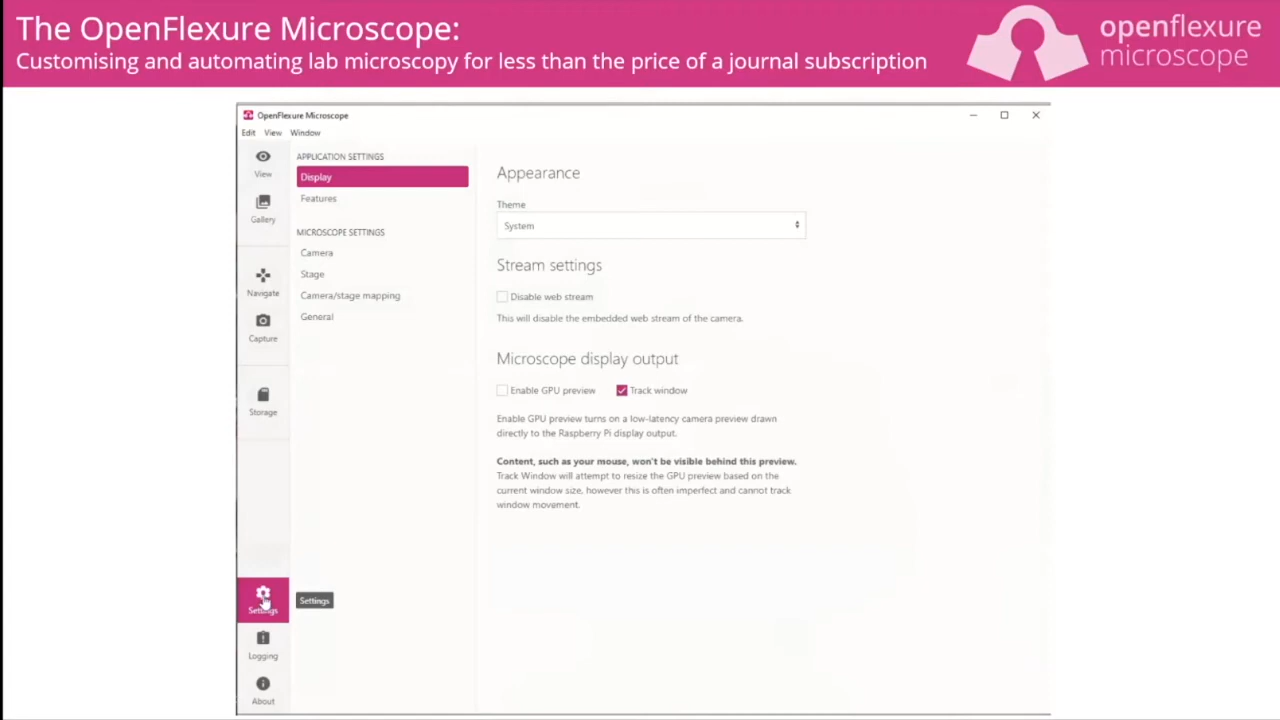 The OpenFlexure Microscope:
Customising and automating lab microscopy for less than the price of a journal subscription
openflexure
microscope
OpenFlexure Microscope
Edit View Window
View
Gallery
Navigate
Capture
Storage
Settings
Logging
About
Settings
APPLICATION SETTINGS
Display
Features
MICROSCOPE SETTINGS
Camera
Stage
Camera/stage mapping
General
Appearance
Theme
System
Stream settings
Disable web stream
This will disable the embedded web stream of the camera.
Microscope display output
Enable GPU preview Track window
Enable GPU preview turns on a low-latency camera preview drawn
directly to the Raspberry Pi display output.
Content, such as your mouse, won't be visible behind this preview.
Track Window will attempt to resize the GPU preview based on the
current window size, however this is often imperfect and cannot track
window movement.